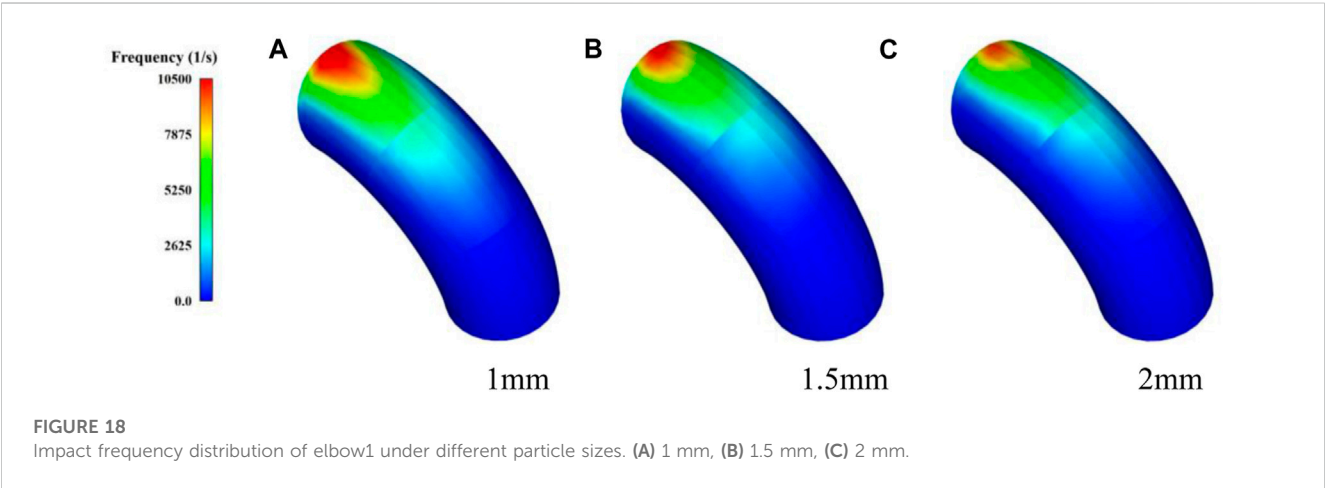 Frequency (1/s)
10500
7875
5250
2625
0.0
A
B
C
1mm
1.5mm
2mm
FIGURE 18
Impact frequency distribution of elbow1 under different particle sizes. (A) 1 mm, (B) 1.5 mm, (C) 2 mm.